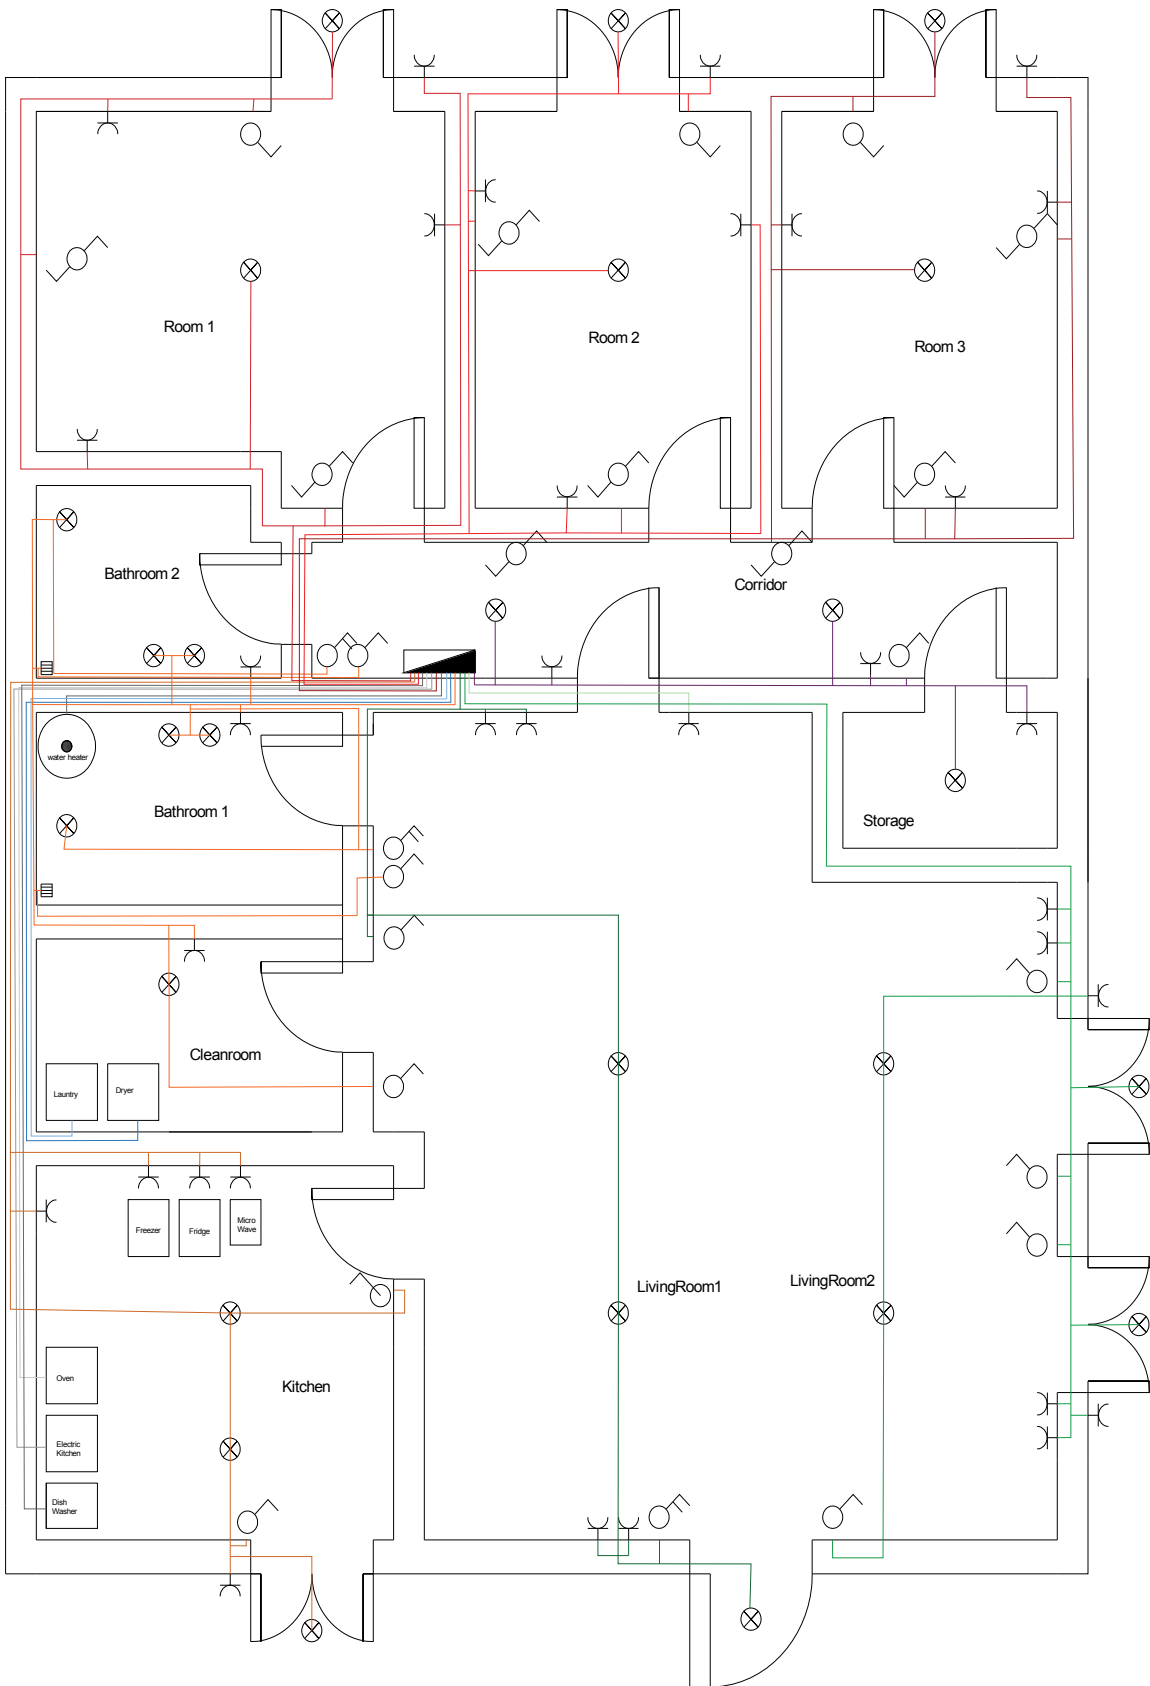 Room 1
Room 2
Room 3
Bathroom 2
Corridor
water heater
Bathroom 1
Storage
Cleanroom
Launtry
Dryer
Freezer
Fridge
Micro
Wave
LivingRoom1
LivingRoom2
Oven
Kitchen
Electric
Kitchen
Dish
Washer